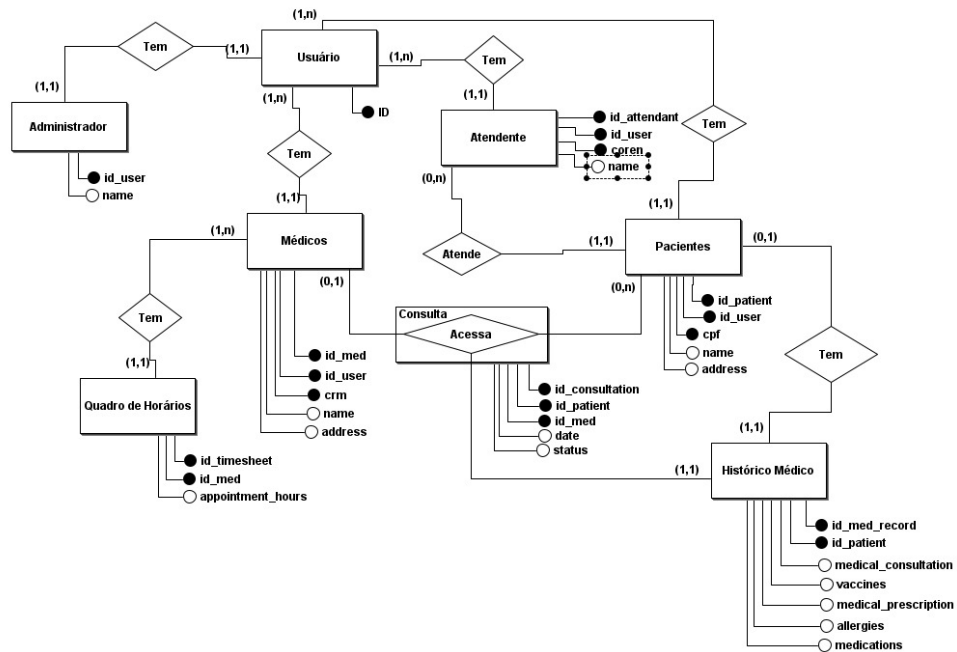 (1,n)
Tem
(1,1)
Usuário
(1,n)
Tem
(1,1)
Administrador
id_user
name
(1,n)
ID
Tem
(1,1)
(1,1)
Atendente
id_attendant
id_user
coren
name
(0,n)
Tem
(1,1)
Médicos
(1,n)
(0,1)
Atende
(1,1)
Pacientes
(0,1)
(0,n)
id_patient
id_user
cpf
name
address
Tem
(1,1)
Quadro de Horários
id_timesheet
id_med
appointment_hours
id_med
id_user
crm
name
address
Consulta
Acessa
id_consultation
id_patient
id_med
date
status
Tem
(1,1)
(1,1)
Histórico Médico
id_med_record
id_patient
medical_consultation
vaccines
medical_prescription
allergies
medications